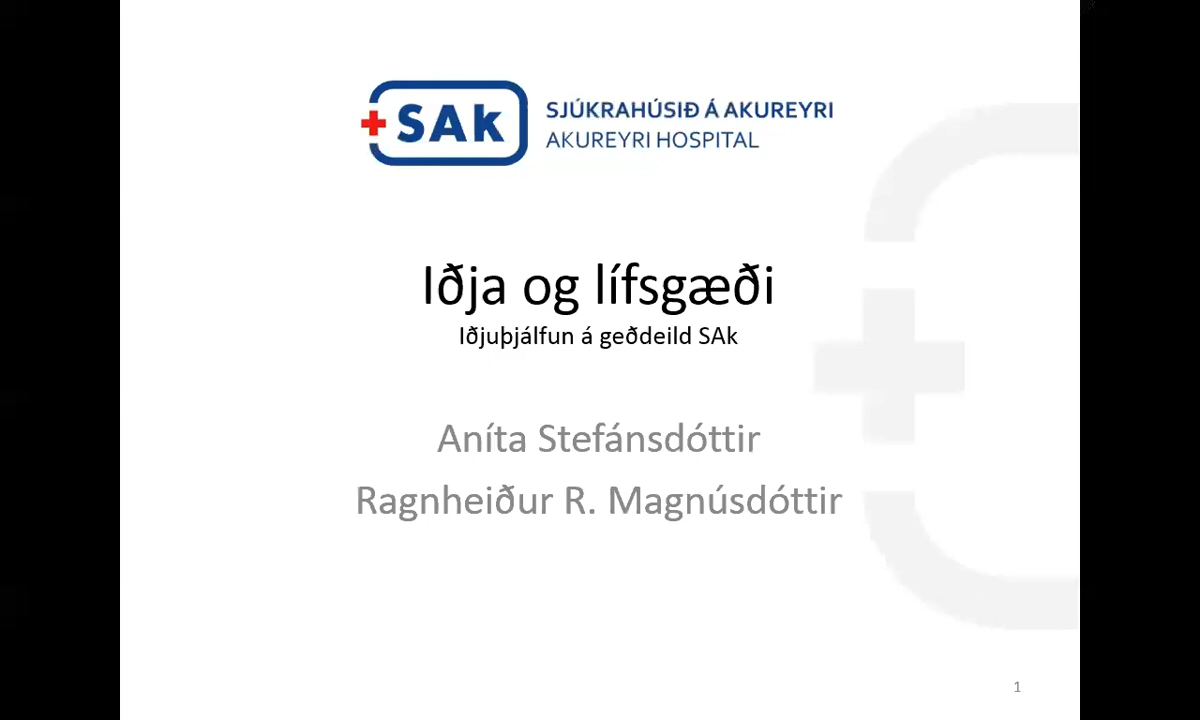 SAk
SJÚKRAHÚSIÐ Á AKUREYRI
AKUREYRI HOSPITAL
Iðja og lífsgæði
Iðjuþjálfun á geðdeild SAk
Aníta Stefánsdóttir
Ragnheiður R. Magnúsdóttir
1